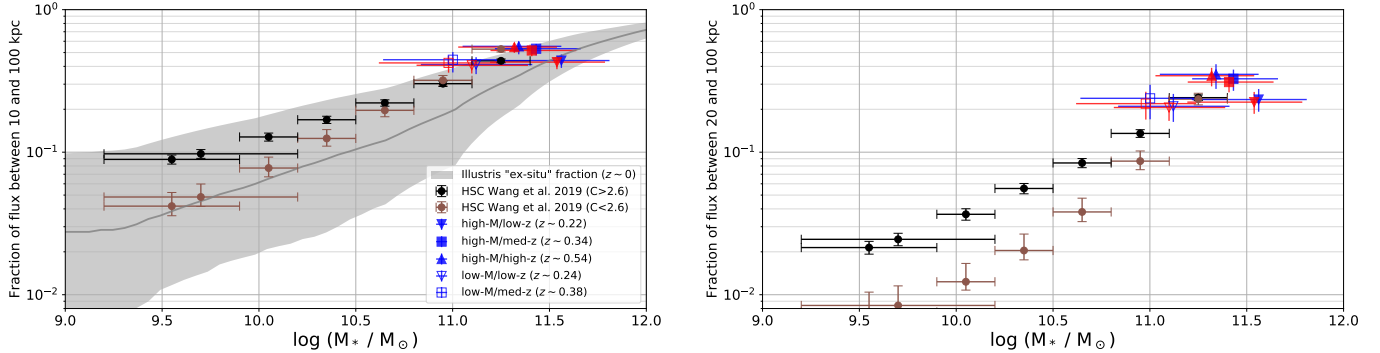 Fraction of flux between 10 and 100 kpc
10⁰
10⁻¹
10⁻²
Illustris "ex-situ" fraction (z ~ 0)
HSC Wang et al. 2019 (C>2.6)
HSC Wang et al. 2019 (C<2.6)
high-M/low-z (z ~ 0.22)
high-M/med-z (z ~ 0.34)
high-M/high-z (z ~ 0.54)
low-M/low-z (z ~ 0.24)
low-M/med-z (z ~ 0.38)
9.0 9.5 10.0 10.5 11.0 11.5 12.0
log (M* / M⊙)
Fraction of flux between 20 and 100 kpc
10⁰
10⁻¹
10⁻²
9.0 9.5 10.0 10.5 11.0 11.5 12.0
log (M* / M⊙)